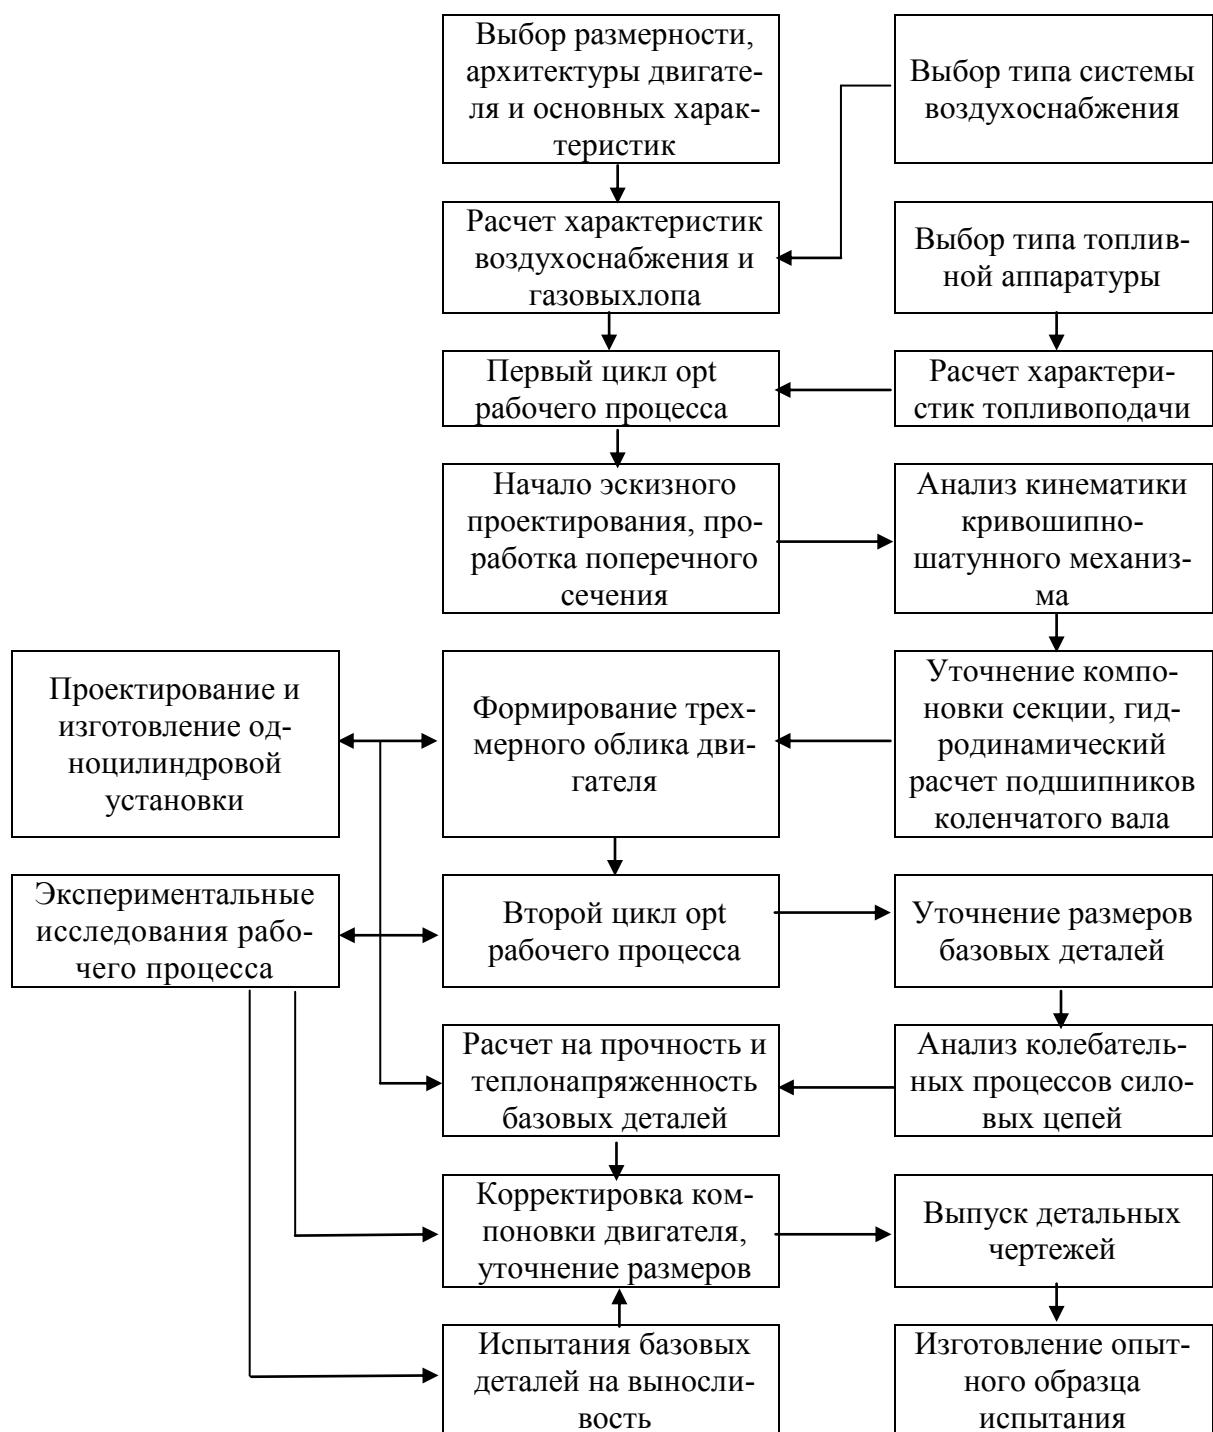 Выбор размерности,
архитектуры двигате-
ля и основных харак-
теристик
Выбор типа системы
воздухоснабжения
Расчет характеристик
воздухоснабжения и
газовыхлопа
Выбор типа топлив-
ной аппаратуры
Первый цикл opt
рабочего процесса
Расчет характери-
стик топливоподачи
Начало эскизного
проектирования, про-
работка поперечного
сечения
Анализ кинематики
кривошипно-
шатунного механиз-
ма
Проектирование и
изготовление од-
ноцилиндровой
установки
Формирование трех-
мерного облика дви-
гателя
Уточнение компо-
новки секции, гид-
родинамический
расчет подшипников
коленчатого вала
Экспериментальные
исследования рабо-
чего процесса
Второй цикл opt
рабочего процесса
Уточнение размеров
базовых деталей
Расчет на прочность и
теплонапряженность
базовых деталей
Анализ колебатель-
ных процессов сило-
вых цепей
Корректировка ком-
поновки двигателя,
уточнение размеров
Выпуск детальных
чертежей
Испытания базовых
деталей на выносли-
вость
Изготовление опыт-
ного образца
испытания